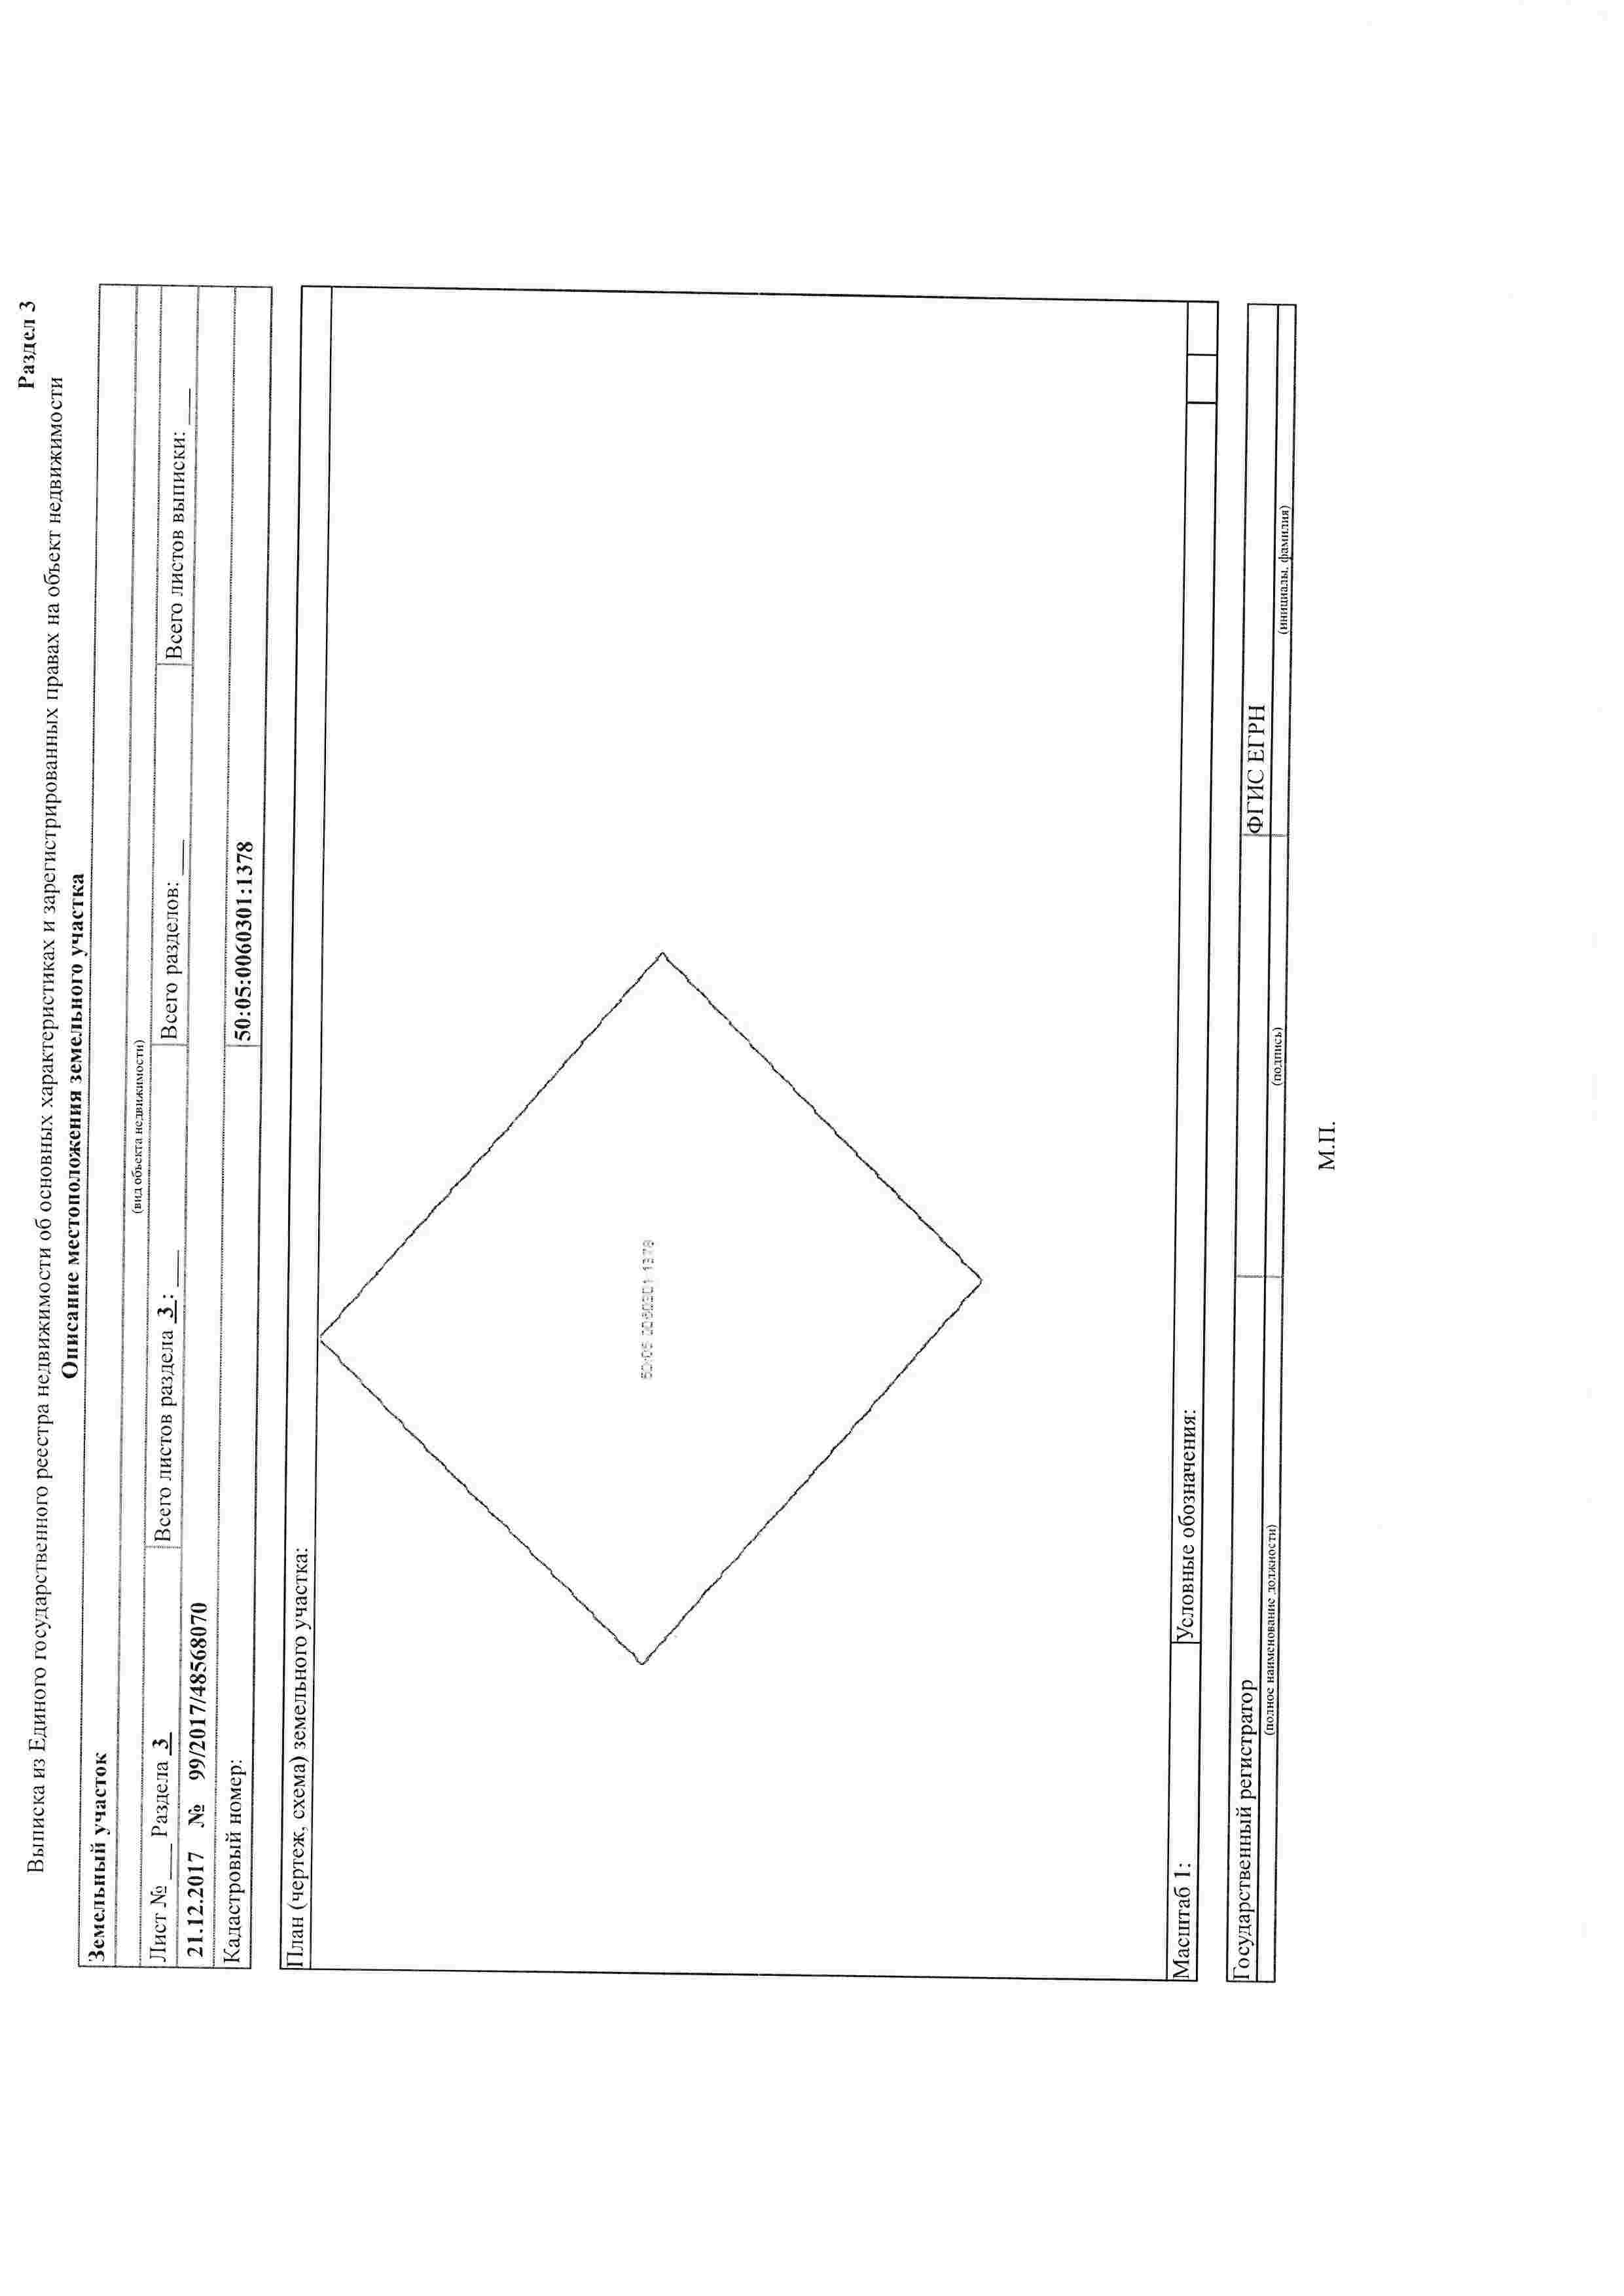 Раздел 3
Выписка из Единого государственного реестра недвижимости об основных характеристиках и зарегистрированных правах на объект недвижимости
Описание местоположения земельного участка
Земельный участок
(вид объекта недвижимости)
Лист № ___ Раздела 3 Всего листов раздела 3 : ___ Всего разделов: ___ Всего листов выписки: ___
21.12.2017 № 99/2017/48568070
Кадастровый номер: 50:05:0060301:1378
План (чертеж, схема) земельного участка:
50:05:0060301:1378
Масштаб 1: Условные обозначения:
Государственный регистратор ФГИС ЕГРН
(полное наименование должности) (подпись) (инициалы, фамилия)
М.П.